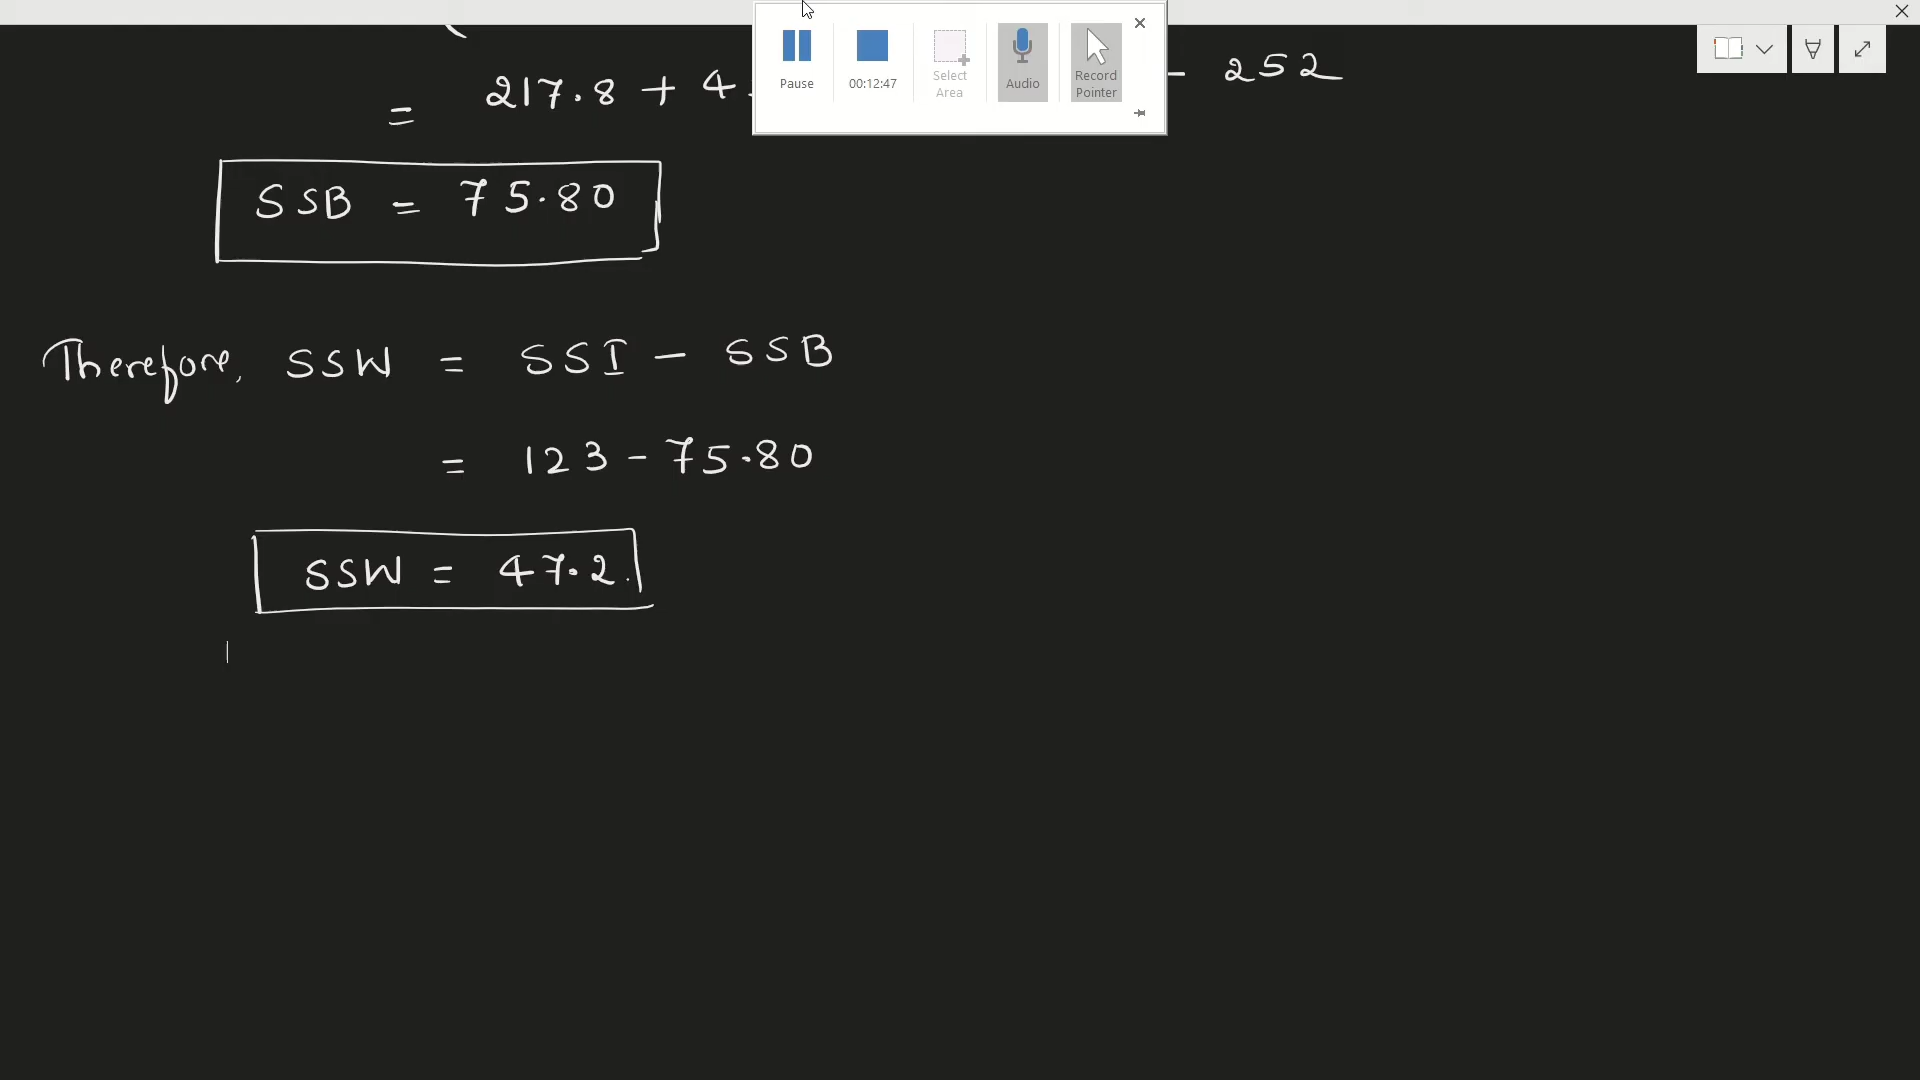 = 217.8 + 4 - 252
Pause
00:12:47
Select Area
Audio
Record Pointer
SSB = 75.80
Therefore, SSW = SSI - SSB
= 123 - 75.80
SSW = 47.2